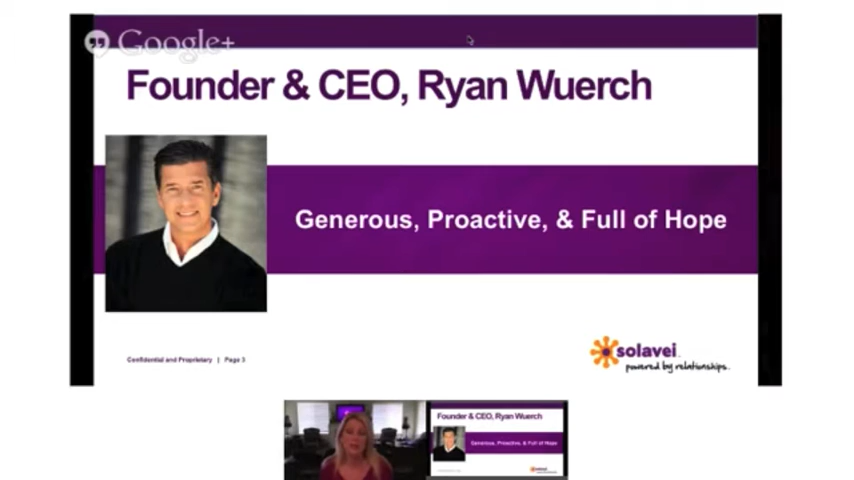 Google+
Founder & CEO, Ryan Wuerch
Generous, Proactive, & Full of Hope
Confidential and Proprietary | Page 3
solavei
powered by relationships.
Founder & CEO, Ryan Wuerch
Generous, Proactive, & Full of Hope